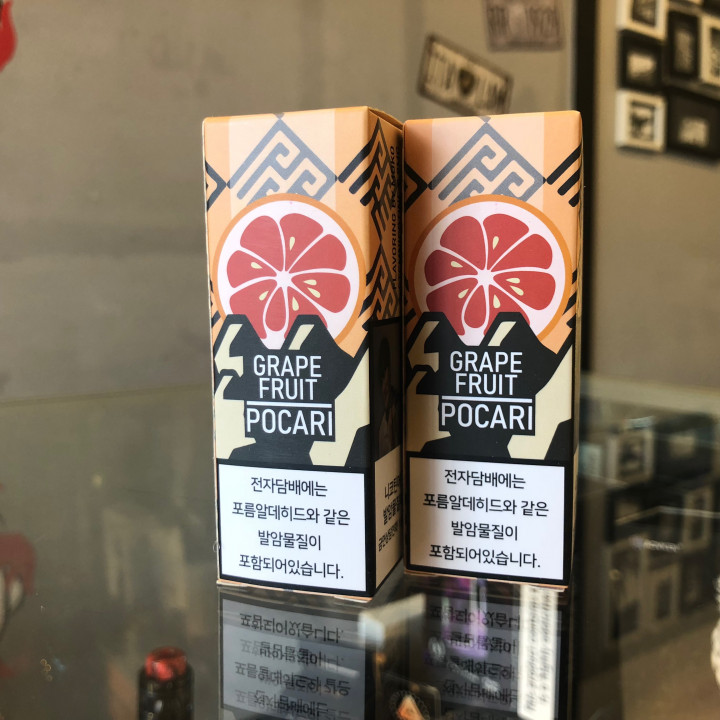 GRAPE
FRUIT
POCARI
전자담배에는
포름알데히드와 같은
발암물질이
포함되어있습니다.
FLAVORING
GRAPE
FRUIT
POCARI
전자담배에는
포름알데히드와 같은
발암물질이
포함되어있습니다.